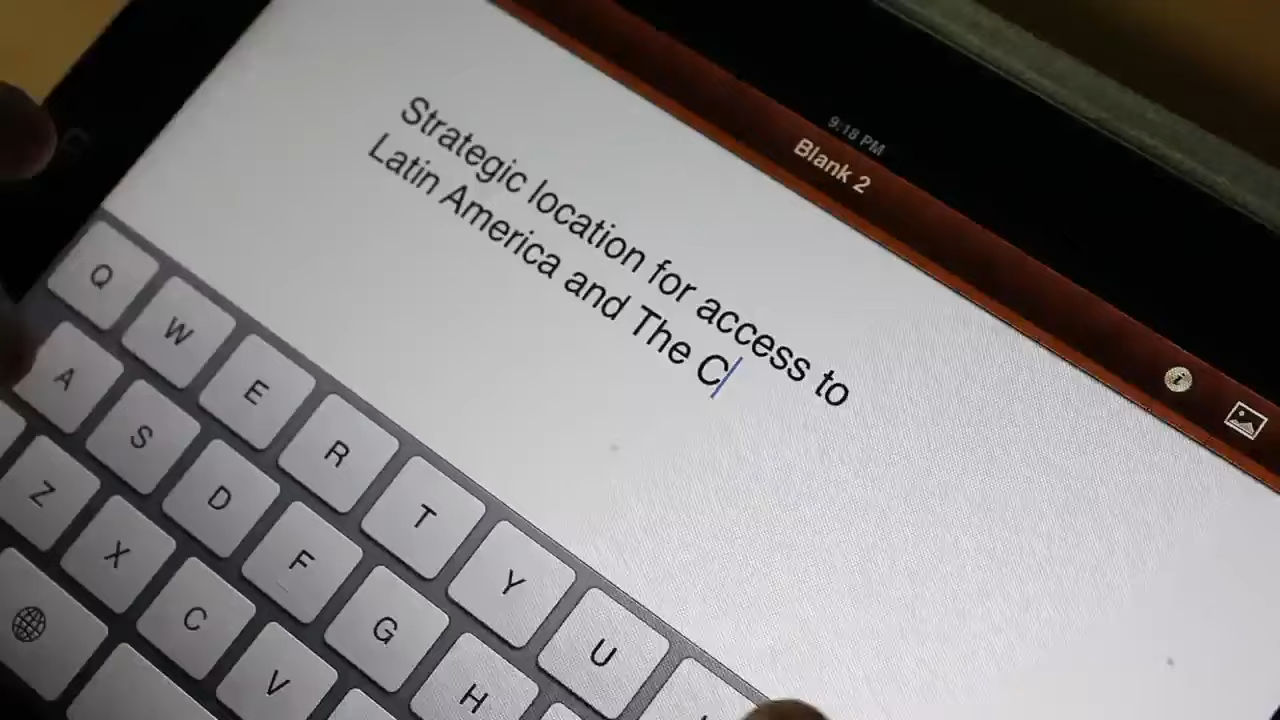 9:18 PM
Blank 2
Strategic location for access to
Latin America and The C
Q W E R T Y U
A S D F G H
Z X C V